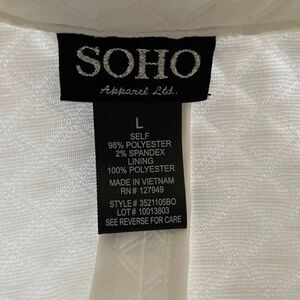 SOHO
Apparel Ltd.
L
SELF
98% POLYESTER
2% SPANDEX
LINING
100% POLYESTER
MADE IN VIETNAM
RN# 127949
STYLE# 3521105BO
LOT# 10013803
SEE REVERSE FOR CARE